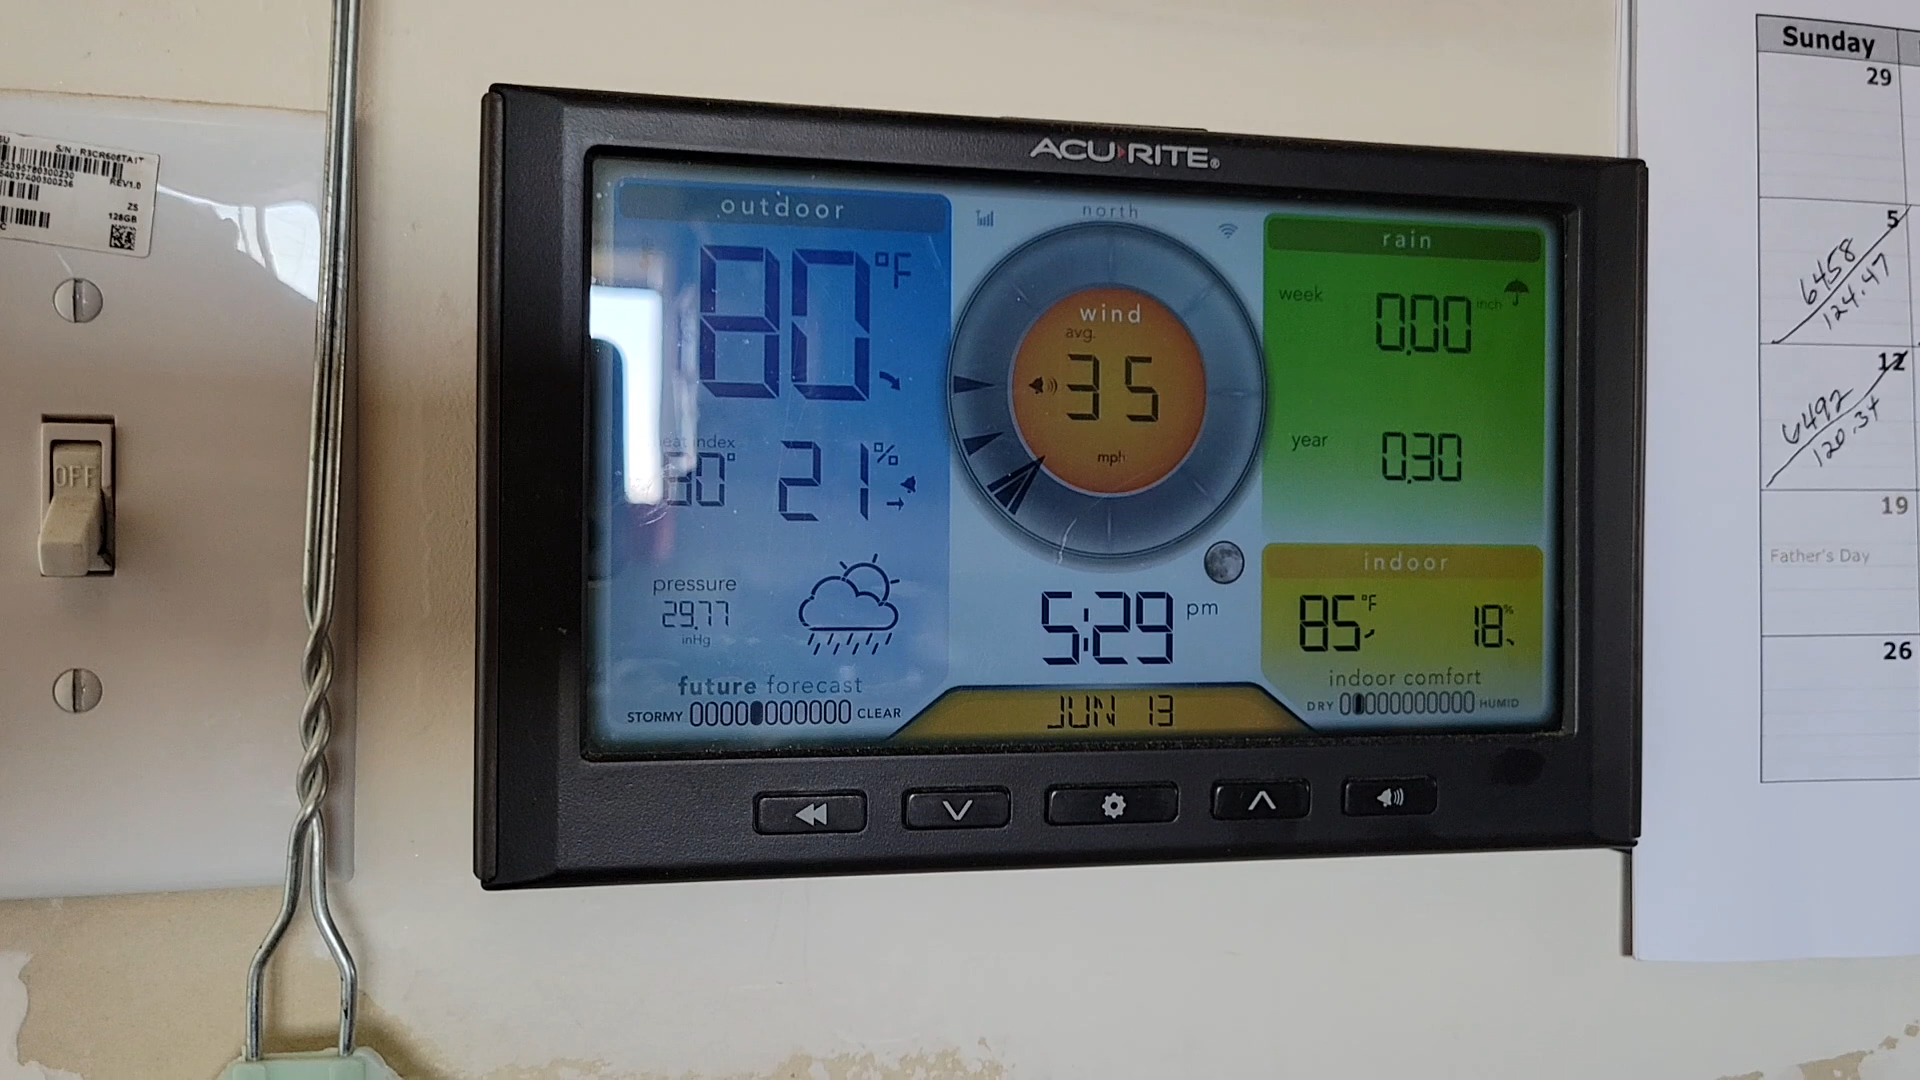 S/N : R3CR608TA1T
REV1.0
ZS
128GB
OFF
ACU RITE®
outdoor
80°F
heat index
80°
21%
pressure
29.77
inHg
future forecast
STORMY
CLEAR
north
wind
avg.
35
mph
5:29 pm
JUN 13
rain
week 0.00 inch
year 0.30
indoor
85°F 18%
indoor comfort
DRY
HUMID
Sunday
29
5
6458
124.47
12
6492
120.34
19
Father's Day
26